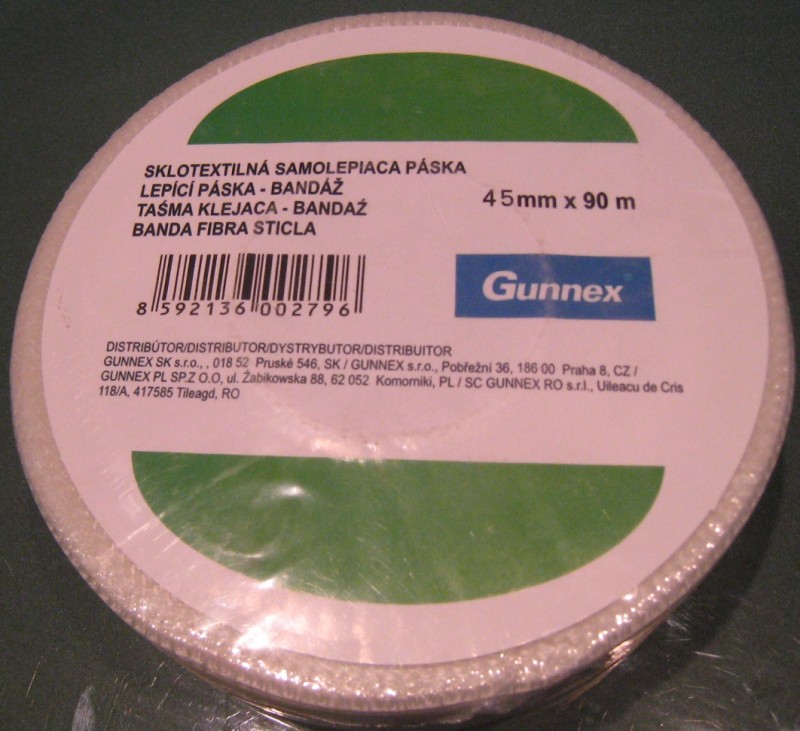 SKLOTEXTILNÁ SAMOLEPIACA PÁSKA
LEPÍCÍ PÁSKA - BANDÁŽ
TAŚMA KLEJACA - BANDAŹ
BANDA FIBRA STICLA
45mm x 90 m
8 592136 002796
Gunnex
DISTRIBÚTOR/DISTRIBUTOR/DYSTRYBUTOR/DISTRIBUITOR
GUNNEX SK s.r.o., , 018 52 Pruské 546, SK / GUNNEX s.r.o., Pobřežní 36, 186 00 Praha 8, CZ /
GUNNEX PL SP.Z O.O, ul. Žabikowska 88, 62 052 Komorniki, PL / SC GUNNEX RO s.r.l., Uileacu de Cris
118/A, 417585 Tileagd, RO